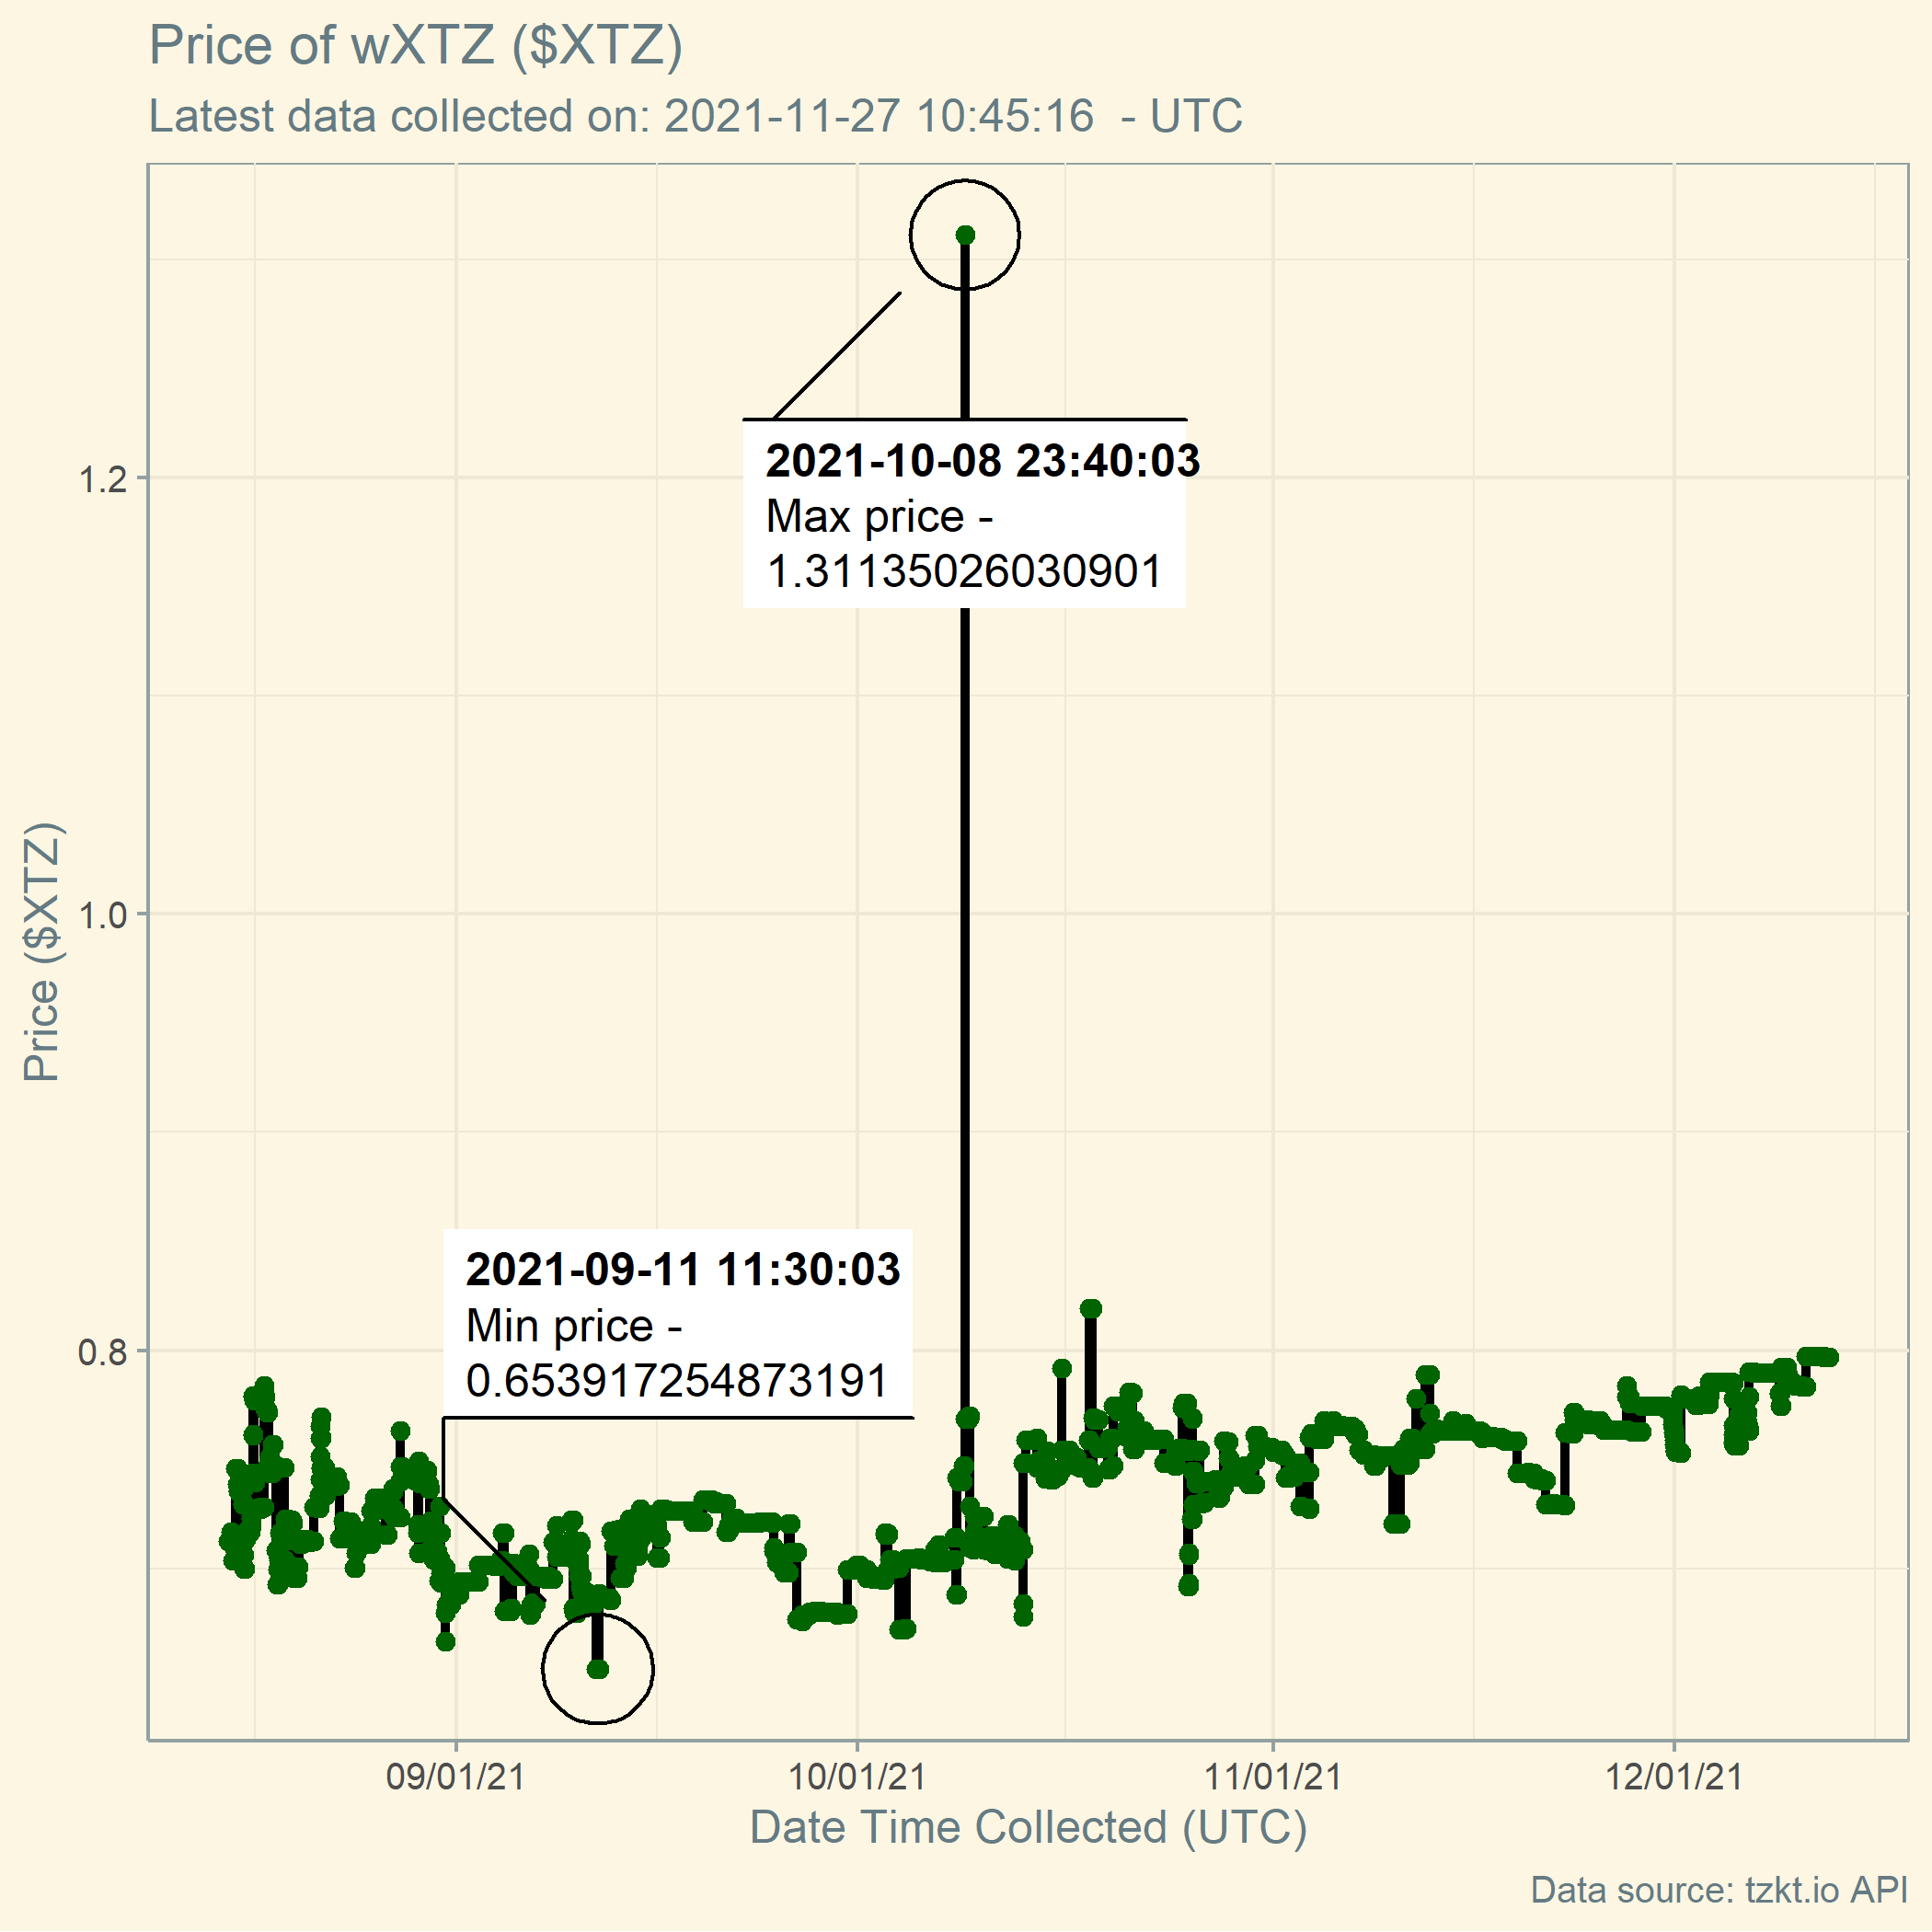 Price of wXTZ ($XTZ)
Latest data collected on: 2021-11-27 10:45:16  - UTC
2021-10-08 23:40:03
Max price -
1.31135026030901
1.2
1.0
Price ($XTZ)
2021-09-11 11:30:03
Min price -
0.653917254873191
0.8
09/01/21
10/01/21
11/01/21
12/01/21
Date Time Collected (UTC)
Data source: tzkt.io API